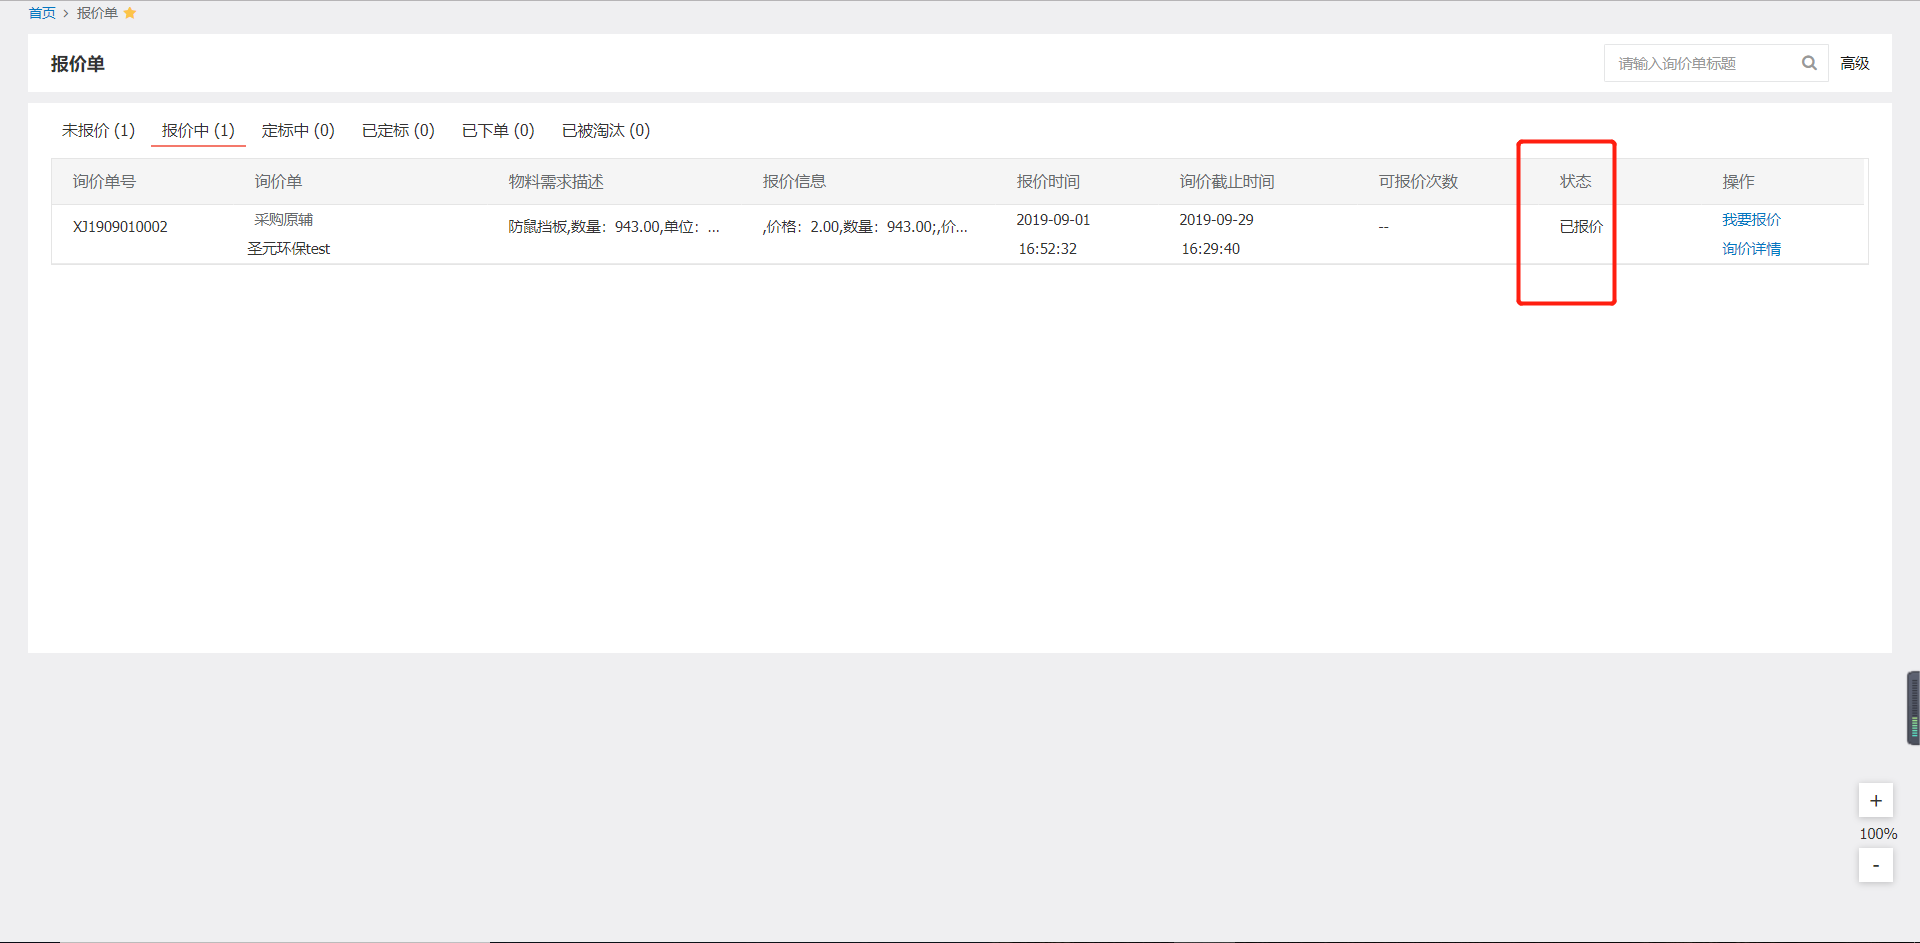 首页 > 报价单
报价单
请输入询价单标题 高级
未报价 (1) 报价中 (1) 定标中 (0) 已定标 (0) 已下单 (0) 已被淘汰 (0)
询价单号 询价单 物料需求描述 报价信息 报价时间 询价截止时间 可报价次数 状态 操作
XJ1909010002 采购原辅 防鼠挡板,数量：943.00,单位：... ,价格：2.00,数量：943.00;,价... 2019-09-01 2019-09-29 -- 已报价 我要报价
圣元环保test 16:52:32 16:29:40 询价详情
+
100%
-